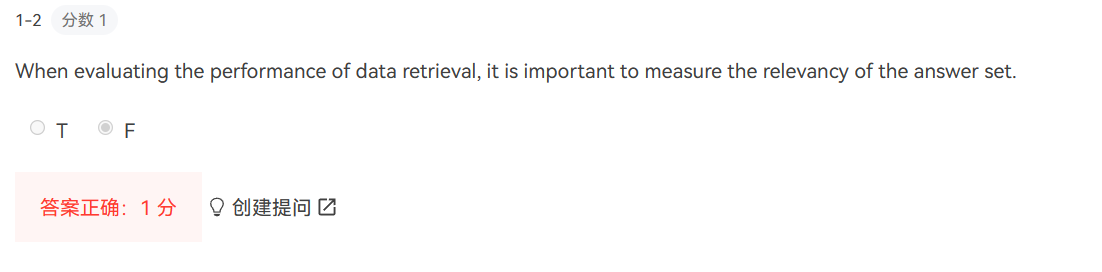 1-2 分数 1
When evaluating the performance of data retrieval, it is important to measure the relevancy of the answer set.
T F
答案正确：1 分 创建提问